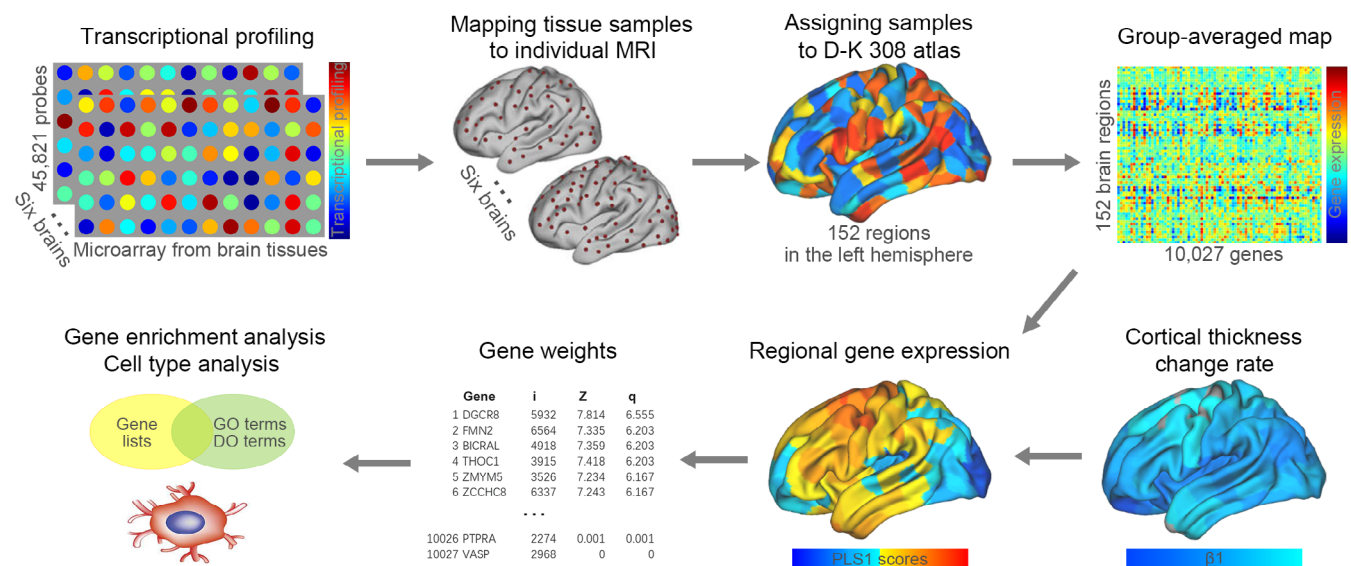 Transcriptional profiling
45,821 probes
Six brains
Microarray from brain tissues
Transcriptional profiling
Mapping tissue samples
to individual MRI
Six brains
Assigning samples
to D-K 308 atlas
152 regions
in the left hemisphere
Group-averaged map
152 brain regions
10,027 genes
Gene expression
Gene enrichment analysis
Cell type analysis
Gene
lists
GO terms
DO terms
Gene weights
Gene i Z q
1 DGCR8 5932 7.814 6.555
2 FMN2 6564 7.335 6.203
3 BICRAL 4918 7.359 6.203
4 THOC1 3915 7.418 6.203
5 ZMYM5 3526 7.234 6.167
6 ZCCHC8 6337 7.243 6.167
...
10026 PTPRA 2274 0.001 0.001
10027 VASP 2968 0 0
Regional gene expression
PLS1 scores
Cortical thickness
change rate
β1